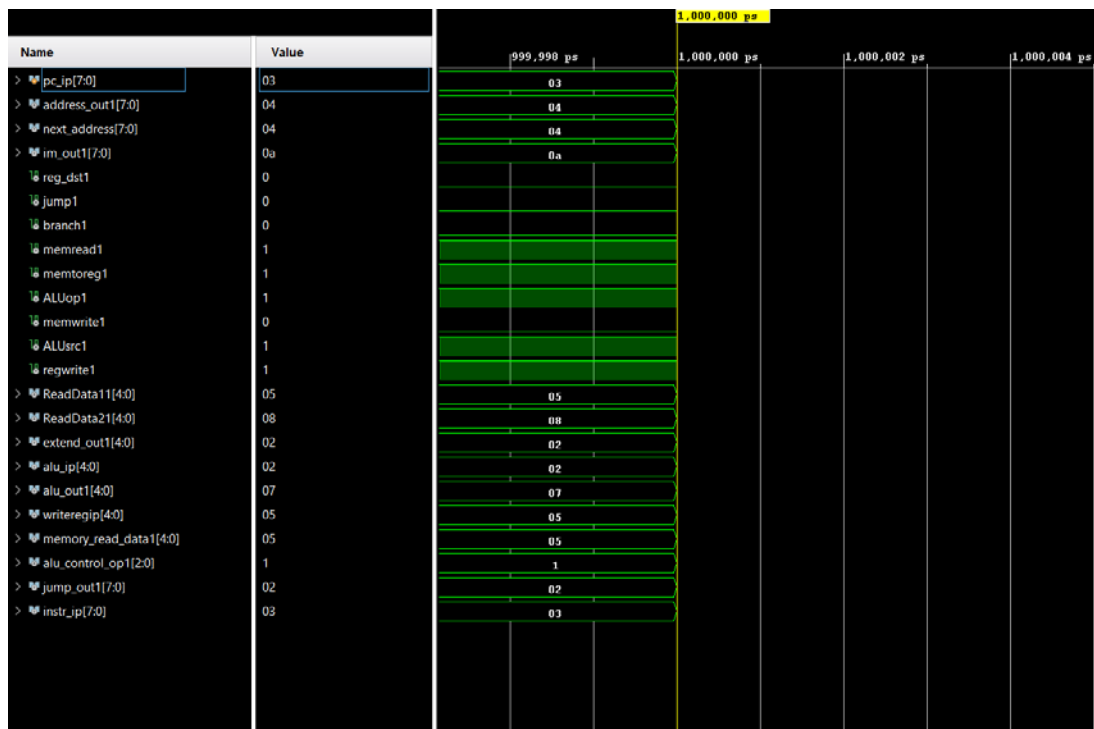 1,000,000 ps
Name Value 999,998 ps 1,000,000 ps 1,000,002 ps 1,000,004 ps
pc_ip[7:0] 03 03
address_out1[7:0] 04 04
next_address[7:0] 04 04
im_out1[7:0] 0a 0a
reg_dst1 0
jump1 0
branch1 0
memread1 1
memtoreg1 1
ALUop1 1
memwrite1 0
ALUsrc1 1
regwrite1 1
ReadData11[4:0] 05 05
ReadData21[4:0] 08 08
extend_out1[4:0] 02 02
alu_ip[4:0] 02 02
alu_out1[4:0] 07 07
writeregip[4:0] 05 05
memory_read_data1[4:0] 05 05
alu_control_op1[2:0] 1 1
jump_out1[7:0] 02 02
instr_ip[7:0] 03 03